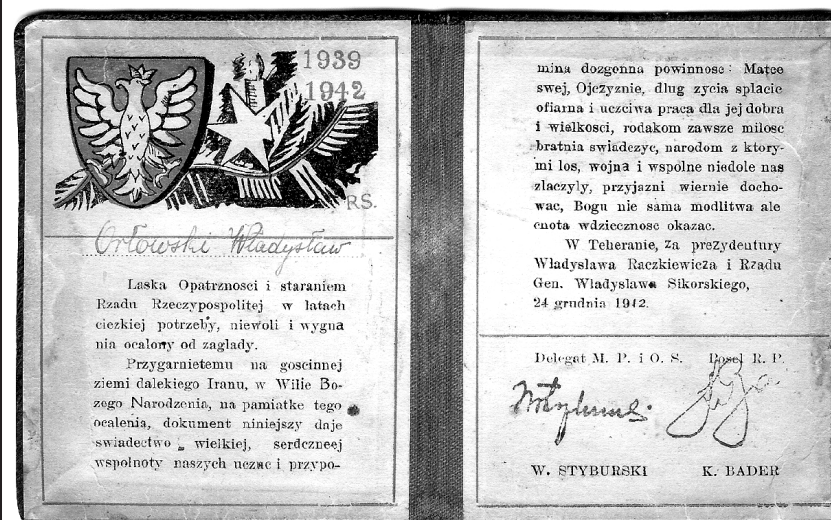 1939
1942
RS.
Orłowski Władysław
Laska Opatrznosci i staraniem
Rzadu Rzeczypospolitej w latach
ciezkiej potrzeby, niewoli i wygna
nia ocalony od zaglady.
Przygarnietemu na goscinnej
ziemi dalekiego Iranu, w Wilie Bo-
zego Narodzenia, na pamiatke tego
ocalenia, dokument niniejszy daje
swiadectwo wielkiej, serdczneej
wspolnoty naszych uczuc i przypo-
mina dozgonna powinnosc: Matce
swej, Ojczyznie, dlug zycia splacic
ofiarna i uczciwa praca dla jej dobra
i wielkosci, rodakom zawsze milosc
bratnia swiadczyc, narodom z ktory-
mi los, wojna i wspolne niedole nas
zlaczyly, przyjazni wiernie docho-
wac, Bogu nie sama modlitwa ale
cnota wdziecznosc okazac.
W Teheranie, za prezydentury
Wladyslawa Raczkiewicza i Rzadu
Gen. Wladyslawa Sikorskiego,
24 grudnia 1942.
Delegat M. P. i O. S. Posel R. P.
W. STYBURSKI K. BADER